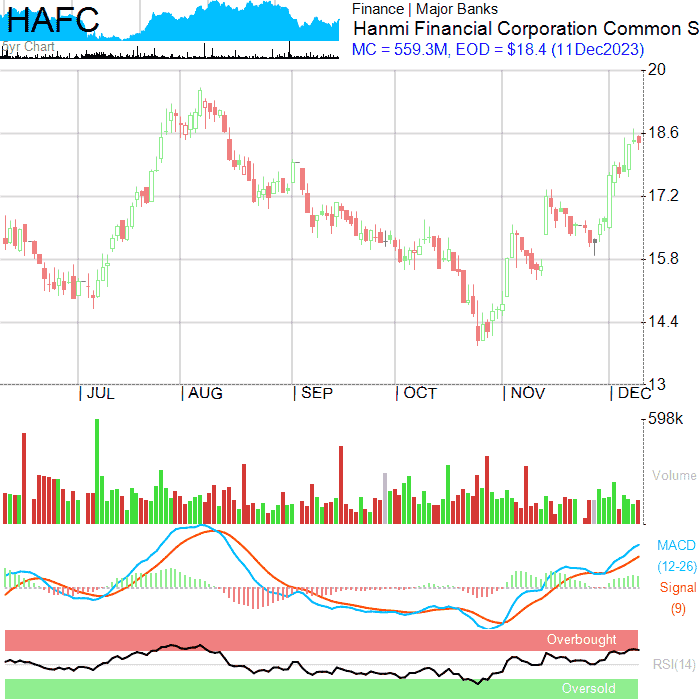 HAFC
5yr Chart
Finance | Major Banks
Hanmi Financial Corporation Common S
MC = 559.3M, EOD = $18.4 (11Dec2023)
20
18.6
17.2
15.8
14.4
13
JUL
AUG
SEP
OCT
NOV
DEC
598k
Volume
MACD
(12-26)
Signal
(9)
Overbought
RSI(14)
Oversold